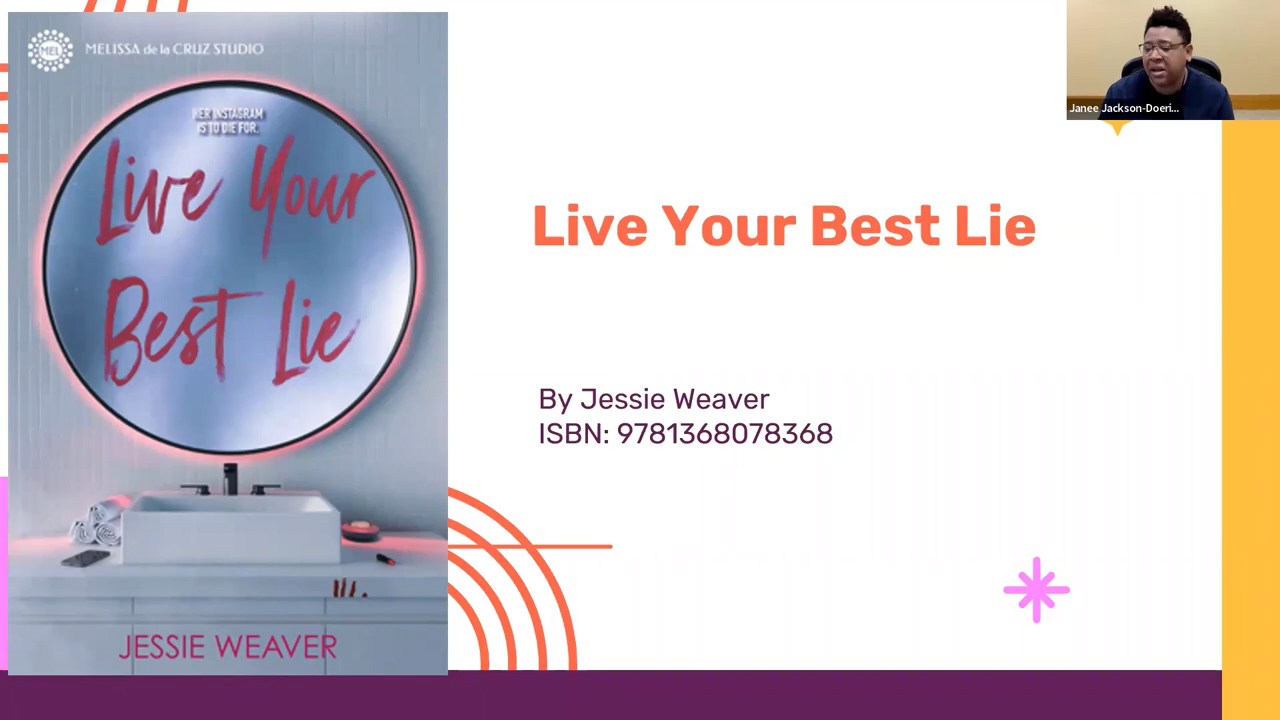 MEL
MELISSA de la CRUZ STUDIO
HER INSTAGRAM
IS TO DIE FOR.
Live Your
Best Lie
JESSIE WEAVER
Live Your Best Lie
By Jessie Weaver
ISBN: 9781368078368
Janee Jackson-Doeri...